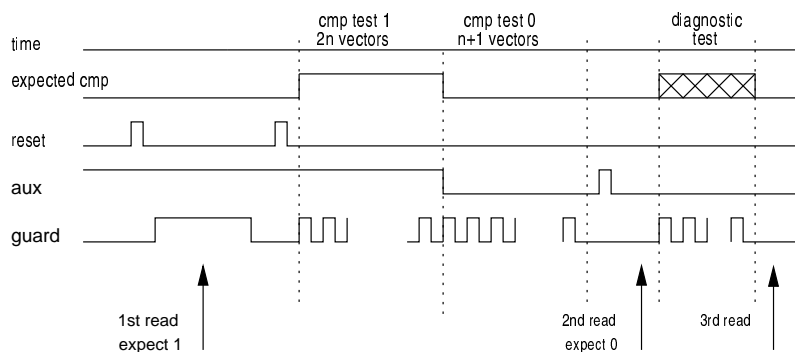 cmp test 1
2n vectors
cmp test 0
n+1 vectors
diagnostic
test
time
expected cmp
reset
aux
guard
1st read
expect 1
2nd read
expect 0
3rd read